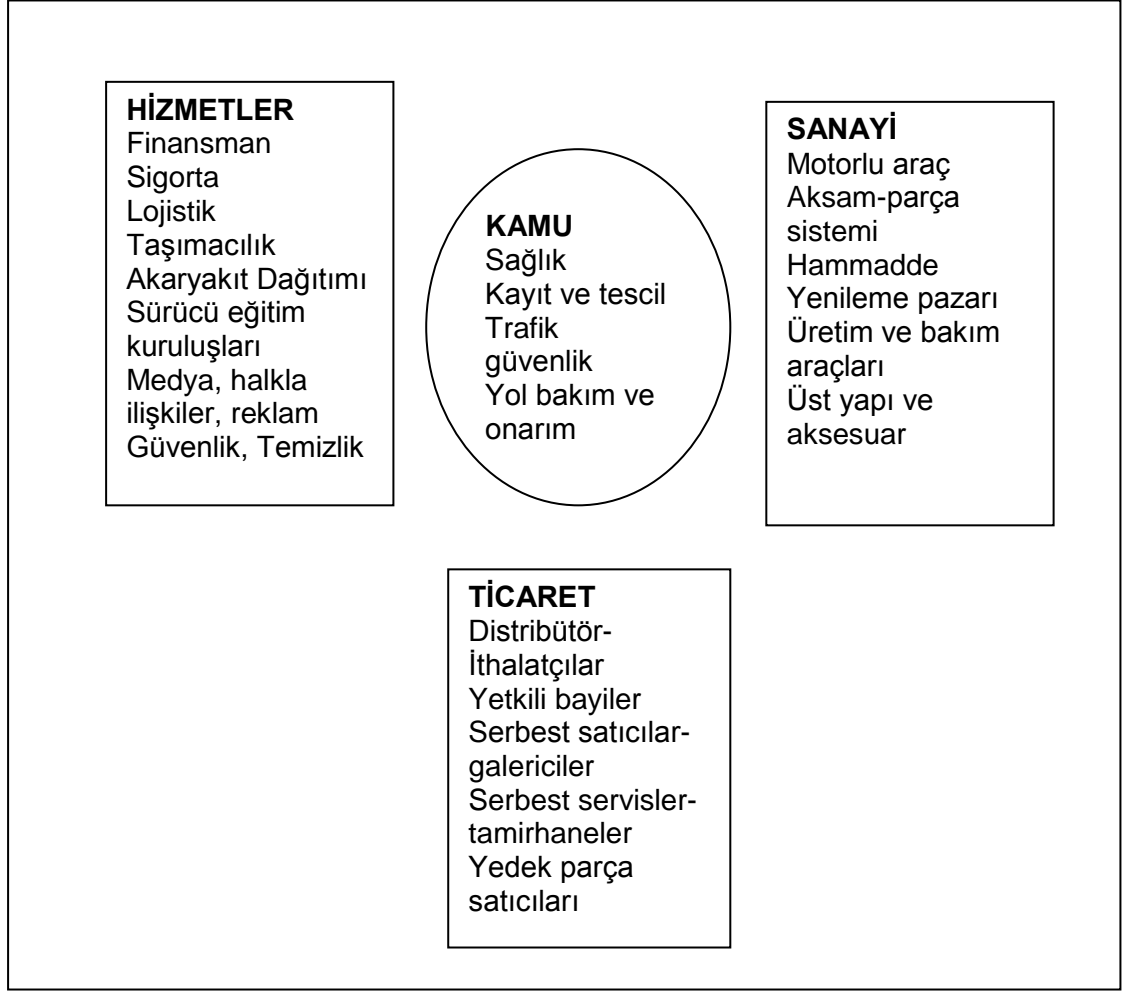 HİZMETLER
Finansman
Sigorta
Lojistik
Taşımacılık
Akaryakıt Dağıtımı
Sürücü eğitim
kuruluşları
Medya, halkla
ilişkiler, reklam
Güvenlik, Temizlik
KAMU
Sağlık
Kayıt ve tescil
Trafik
güvenlik
Yol bakım ve
onarım
SANAYİ
Motorlu araç
Aksam-parça
sistemi
Hammadde
Yenileme pazarı
Üretim ve bakım
araçları
Üst yapı ve
aksesuar
TİCARET
Distribütör-
İthalatçılar
Yetkili bayiler
Serbest satıcılar-
galericiler
Serbest servisler-
tamirhaneler
Yedek parça
satıcıları